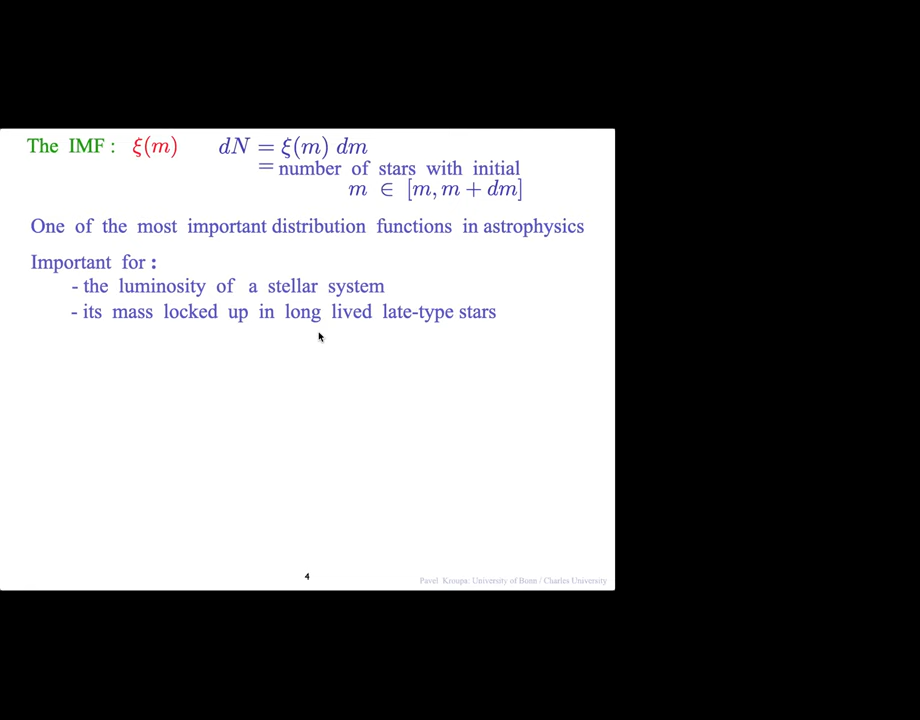 The IMF : ξ(m) dN = ξ(m) dm
= number of stars with initial
m ∈ [m, m + dm]
One of the most important distribution functions in astrophysics
Important for :
- the luminosity of a stellar system
- its mass locked up in long lived late-type stars
4
Pavel Kroupa: University of Bonn / Charles University